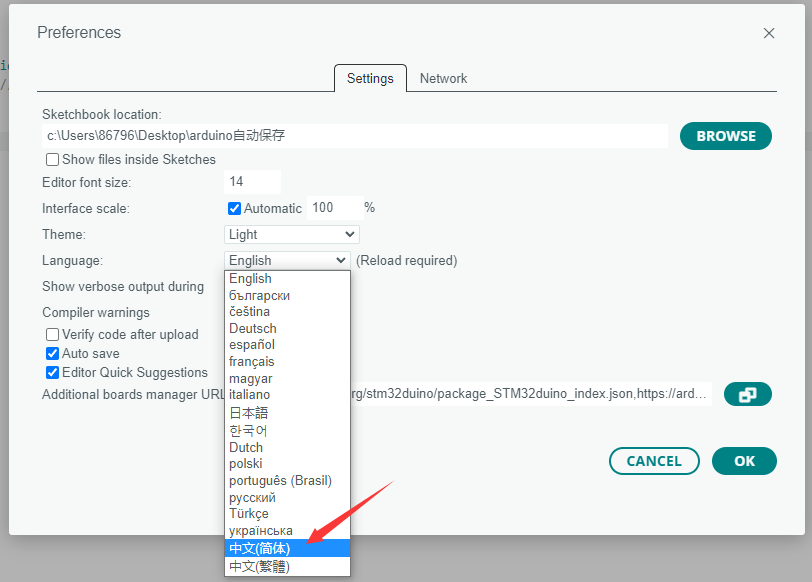 Preferences
Settings Network
Sketchbook location:
c:\Users\86796\Desktop\arduino自动保存
BROWSE
Show files inside Sketches
Editor font size: 14
Interface scale: Automatic 100 %
Theme: Light
Language: English (Reload required)
Show verbose output during
Compiler warnings
Verify code after upload
Auto save
Editor Quick Suggestions
Additional boards manager URL rg/stm32duino/package_STM32duino_index.json,https://ard...
English
български
čeština
Deutsch
español
français
magyar
italiano
日本語
한국어
Dutch
polski
português (Brasil)
русский
Türkçe
українська
中文(简体)
中文(繁體)
CANCEL OK